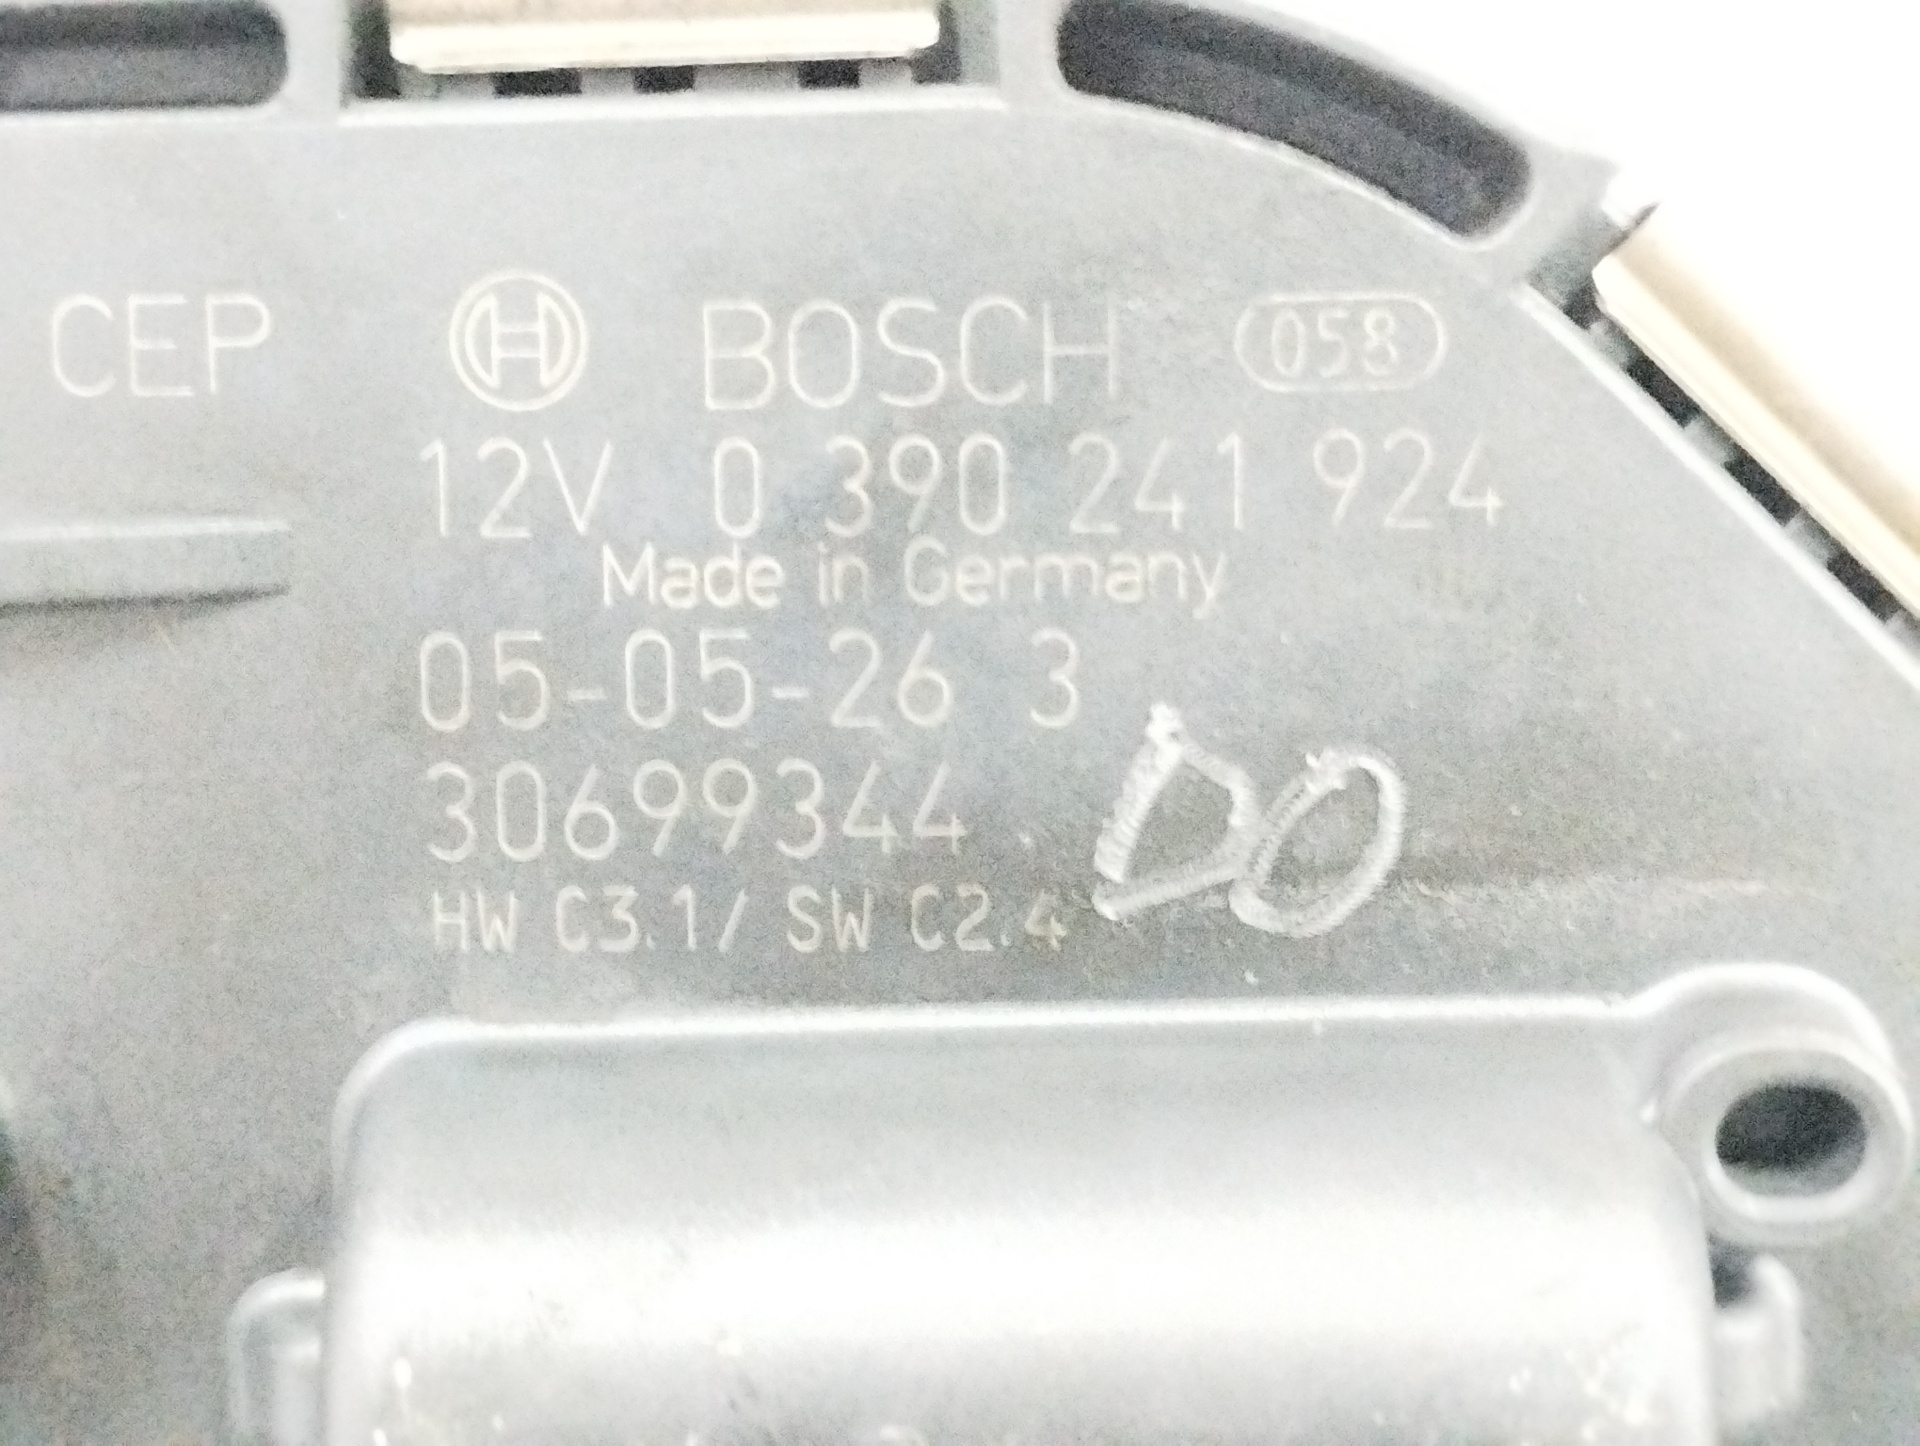 CEP BOSCH 058
12V 0 390 241 924
Made in Germany
05-05-26 3
30699344
HW C3.1/ SW C2.4
DO